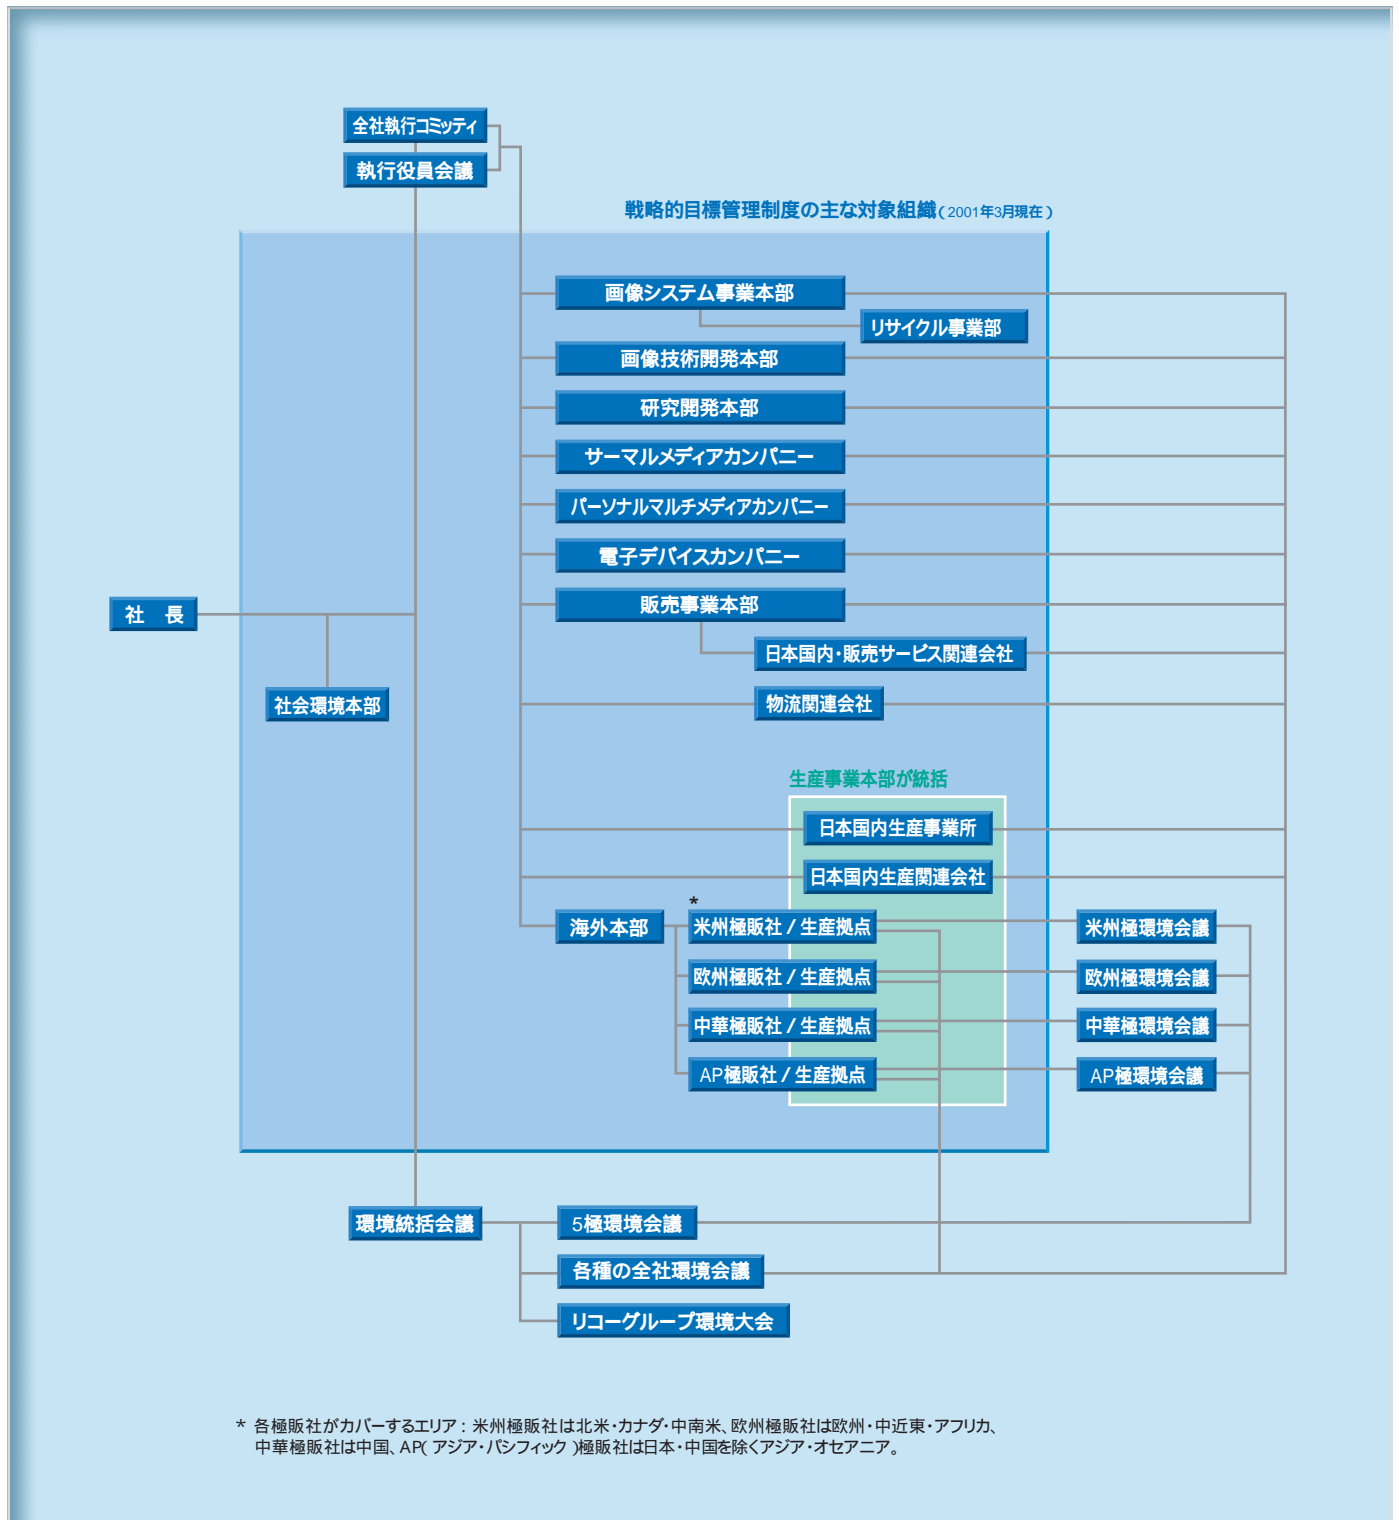 全社執行コミッティ
執行役員会議
戦略的目標管理制度の主な対象組織(2001年3月現在)
画像システム事業本部
リサイクル事業部
画像技術開発本部
研究開発本部
サーマルメディアカンパニー
パーソナルマルチメディアカンパニー
電子デバイスカンパニー
販売事業本部
社　長
日本国内・販売サービス関連会社
社会環境本部
物流関連会社
生産事業本部が統括
日本国内生産事業所
日本国内生産関連会社
*
海外本部
米州極販社 / 生産拠点
米州極環境会議
欧州極販社 / 生産拠点
欧州極環境会議
中華極販社 / 生産拠点
中華極環境会議
AP極販社 / 生産拠点
AP極環境会議
環境統括会議
5極環境会議
各種の全社環境会議
リコーグループ環境大会
* 各極販社がカバーするエリア:米州極販社は北米・カナダ・中南米、欧州極販社は欧州・中近東・アフリカ、
中華極販社は中国、AP(アジア・パシフィック)極販社は日本・中国を除くアジア・オセアニア。